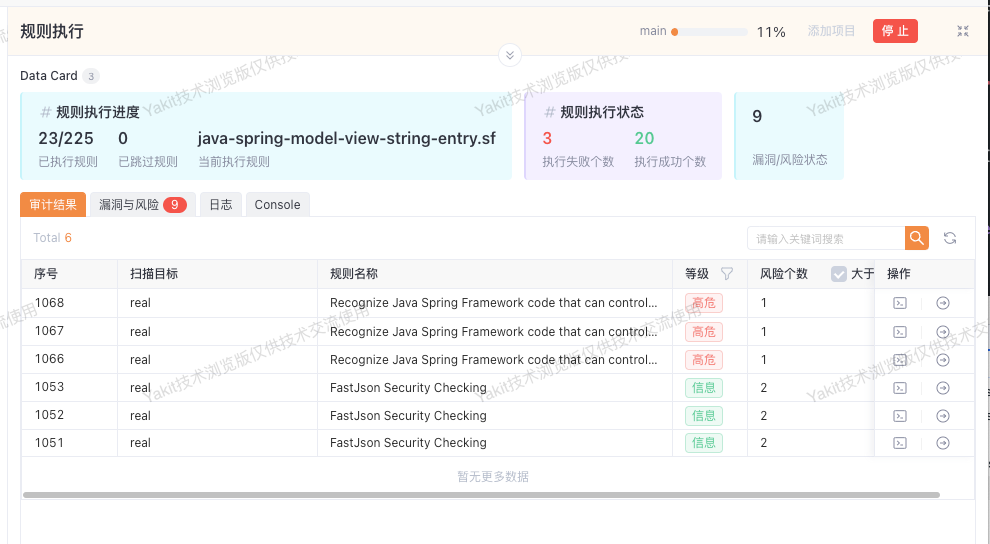 规则执行
main 11% 添加项目 停止
Data Card 3
# 规则执行进度
23/225 0 java-spring-model-view-string-entry.sf
已执行规则 已跳过规则 当前执行规则
# 规则执行状态
3 20
执行失败个数 执行成功个数
9
漏洞/风险状态
审计结果 漏洞与风险 9 日志 Console
Total 6 请输入关键词搜索
序号 扫描目标 规则名称 等级 风险个数 大于 操作
1068 real Recognize Java Spring Framework code that can control... 高危 1
1067 real Recognize Java Spring Framework code that can control... 高危 1
1066 real Recognize Java Spring Framework code that can control... 高危 1
1053 real FastJson Security Checking 信息 2
1052 real FastJson Security Checking 信息 2
1051 real FastJson Security Checking 信息 2
暂无更多数据
Yakit技术浏览版仅供技术交流使用